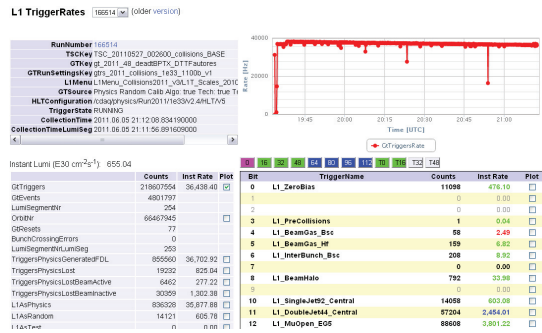 L1 TriggerRates 166514 (older version)
RunNumber 166514
TSCKey TSC_20110527_002600_collisions_BASE
GTKey gt_2011_48_deadBPTX_DTTFautores
GTRunSettingsKey gtrs_2011_collisions_1e33_1100b_v1
L1Menu L1Menu_Collisions2011_v3/L1T_Scales_2010
GTSource Physics Random Calib Algo: true Tech: true T
HLTConfiguration /cdaq/physics/Run2011/1e33/v2.4/HLT/V5
TriggerState RUNNING
CollectionTime 2011.06.05 21:12:08.834190000
CollectionTimeLumiSeg 2011.06.05 21:11:56.891609000
Rate [Hz]
40000
20000
0
19:45 20:00 20:15 20:30 20:45 21:00
Time [UTC]
GtTriggersRate
Instant Lumi (E30 cm-2s-1) 655.04
0 16 32 48 64 80 96 112 T0 T16 T32 T48
Counts Inst Rate Plot
GtTriggers 218607554 36,438.40
GtEvents 4801797
LumiSegmentNr 254
OrbitNr 66467945
GtResets 77
BunchCrossingErrors 0
LumiSegmentNrLumiSeg 253
TriggersPhysicsGeneratedFDL 855560 36,702.92
TriggersPhysicsLost 19232 825.04
TriggersPhysicsLostBeamActive 6462 277.22
TriggersPhysicsLostBeamInactive 30359 1,302.38
L1AsPhysics 836328 35,877.88
L1AsRandom 14121 605.78
L1AsTest 0 0.00
Bit TriggerName Counts Inst Rate Plot
0 L1_ZeroBias 11098 476.10
1 0 0.00
2 0 0.00
3 L1_PreCollisions 1 0.04
4 L1_BeamGas_Bsc 58 2.49
5 L1_BeamGas_Hf 159 6.82
6 L1_InterBunch_Bsc 208 8.92
7 0 0.00
8 L1_BeamHalo 792 33.98
9 0 0.00
10 L1_SingleJet92_Central 14058 603.08
11 L1_DoubleJet44_Central 57204 2,454.01
12 L1_MuOpen_EG5 88608 3,801.22